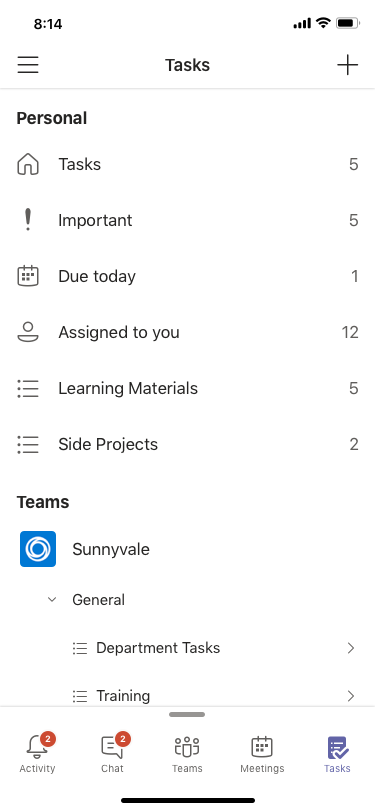 8:14
Tasks
Personal
Tasks 5
Important 5
Due today 1
Assigned to you 12
Learning Materials 5
Side Projects 2
Teams
Sunnyvale
General
Department Tasks
Training
2 2
Activity Chat Teams Meetings Tasks